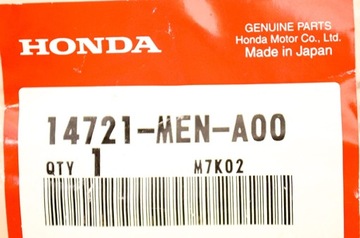 HONDA
GENUINE PARTS
Honda Motor Co., Ltd.
Made in Japan
14721-MEN-A00
QTY 1 M7K02